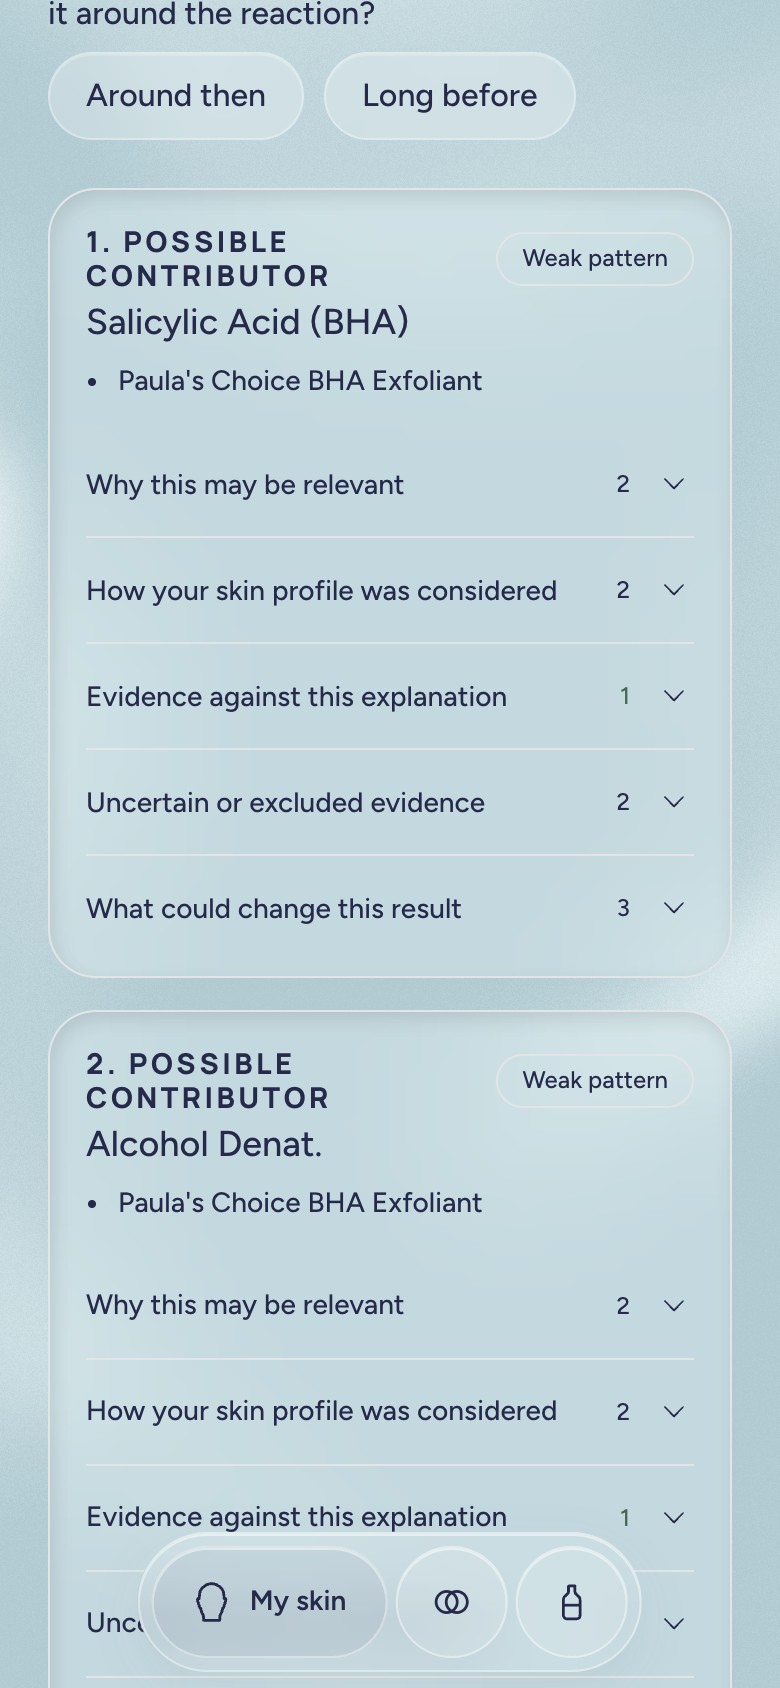 it around the reaction?
Around then
Long before
1. POSSIBLE
CONTRIBUTOR
Weak pattern
Salicylic Acid (BHA)
• Paula's Choice BHA Exfoliant
Why this may be relevant 2
How your skin profile was considered 2
Evidence against this explanation 1
Uncertain or excluded evidence 2
What could change this result 3
2. POSSIBLE
CONTRIBUTOR
Weak pattern
Alcohol Denat.
• Paula's Choice BHA Exfoliant
Why this may be relevant 2
How your skin profile was considered 2
Evidence against this explanation 1
My skin